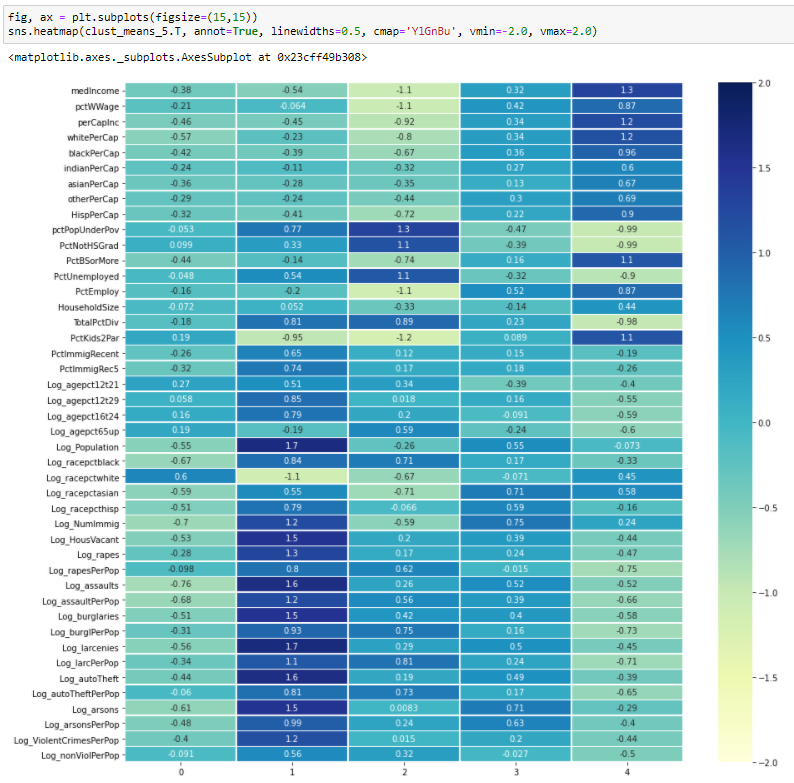 fig, ax = plt.subplots(figsize=(15,15))
sns.heatmap(clust_means_5.T, annot=True, linewidths=0.5, cmap='YlGnBu', vmin=-2.0, vmax=2.0)
<matplotlib.axes._subplots.AxesSubplot at 0x23cff49b308>
medIncome -0.38 -0.54 -1.1 0.32 1.3
pctWWage -0.21 -0.064 -1.1 0.42 0.87
perCapInc -0.46 -0.45 -0.92 0.34 1.2
whitePerCap -0.57 -0.23 -0.8 0.34 1.2
blackPerCap -0.42 -0.39 -0.67 0.36 0.96
indianPerCap -0.24 -0.11 -0.32 0.27 0.6
asianPerCap -0.36 -0.28 -0.35 0.13 0.67
otherPerCap -0.29 -0.24 -0.44 0.3 0.69
HispPerCap -0.32 -0.41 -0.72 0.22 0.9
pctPopUnderPov -0.053 0.77 1.3 -0.47 -0.99
PctNotHSGrad 0.099 0.33 1.1 -0.39 -0.99
PctBSorMore -0.44 -0.14 -0.74 0.16 1.1
PctUnemployed -0.048 0.54 1.1 -0.32 -0.9
PctEmploy -0.16 -0.2 -1.1 0.52 0.87
HouseholdSize -0.072 0.052 -0.33 -0.14 0.44
TotalPctDiv -0.18 0.81 0.89 0.23 -0.98
PctKids2Par 0.19 -0.95 -1.2 0.089 1.1
PctImmigRecent -0.26 0.65 0.12 0.15 -0.19
PctImmigRec5 -0.32 0.74 0.17 0.18 -0.26
Log_agepct12t21 0.27 0.51 0.34 -0.39 -0.4
Log_agepct12t29 0.058 0.85 0.018 0.16 -0.55
Log_agepct16t24 0.16 0.79 0.2 -0.091 -0.59
Log_agepct65up 0.19 -0.19 0.59 -0.24 -0.6
Log_Population -0.55 1.7 -0.26 0.55 -0.073
Log_racepctblack -0.67 0.84 0.71 0.17 -0.33
Log_racepctwhite 0.6 -1.1 -0.67 -0.071 0.45
Log_racepctasian -0.59 0.55 -0.71 0.71 0.58
Log_racepcthisp -0.51 0.79 -0.066 0.59 -0.16
Log_NumImmig -0.7 1.2 -0.59 0.75 0.24
Log_HousVacant -0.53 1.5 0.2 0.39 -0.44
Log_rapes -0.28 1.3 0.17 0.24 -0.47
Log_rapesPerPop -0.098 0.8 0.62 -0.015 -0.75
Log_assaults -0.76 1.6 0.26 0.52 -0.52
Log_assaultPerPop -0.68 1.2 0.56 0.39 -0.66
Log_burglaries -0.51 1.5 0.42 0.4 -0.58
Log_burglPerPop -0.31 0.93 0.75 0.16 -0.73
Log_larcenies -0.56 1.7 0.29 0.5 -0.45
Log_larcPerPop -0.34 1.1 0.81 0.24 -0.71
Log_autoTheft -0.44 1.6 0.19 0.49 -0.39
Log_autoTheftPerPop -0.06 0.81 0.73 0.17 -0.65
Log_arsons -0.61 1.5 0.0083 0.71 -0.29
Log_arsonsPerPop -0.48 0.99 0.24 0.63 -0.4
Log_ViolentCrimesPerPop -0.4 1.2 0.015 0.2 -0.44
Log_nonViolPerPop -0.091 0.56 0.32 -0.027 -0.5
0 1 2 3 4
2.0
1.5
1.0
0.5
0.0
−0.5
−1.0
−1.5
−2.0